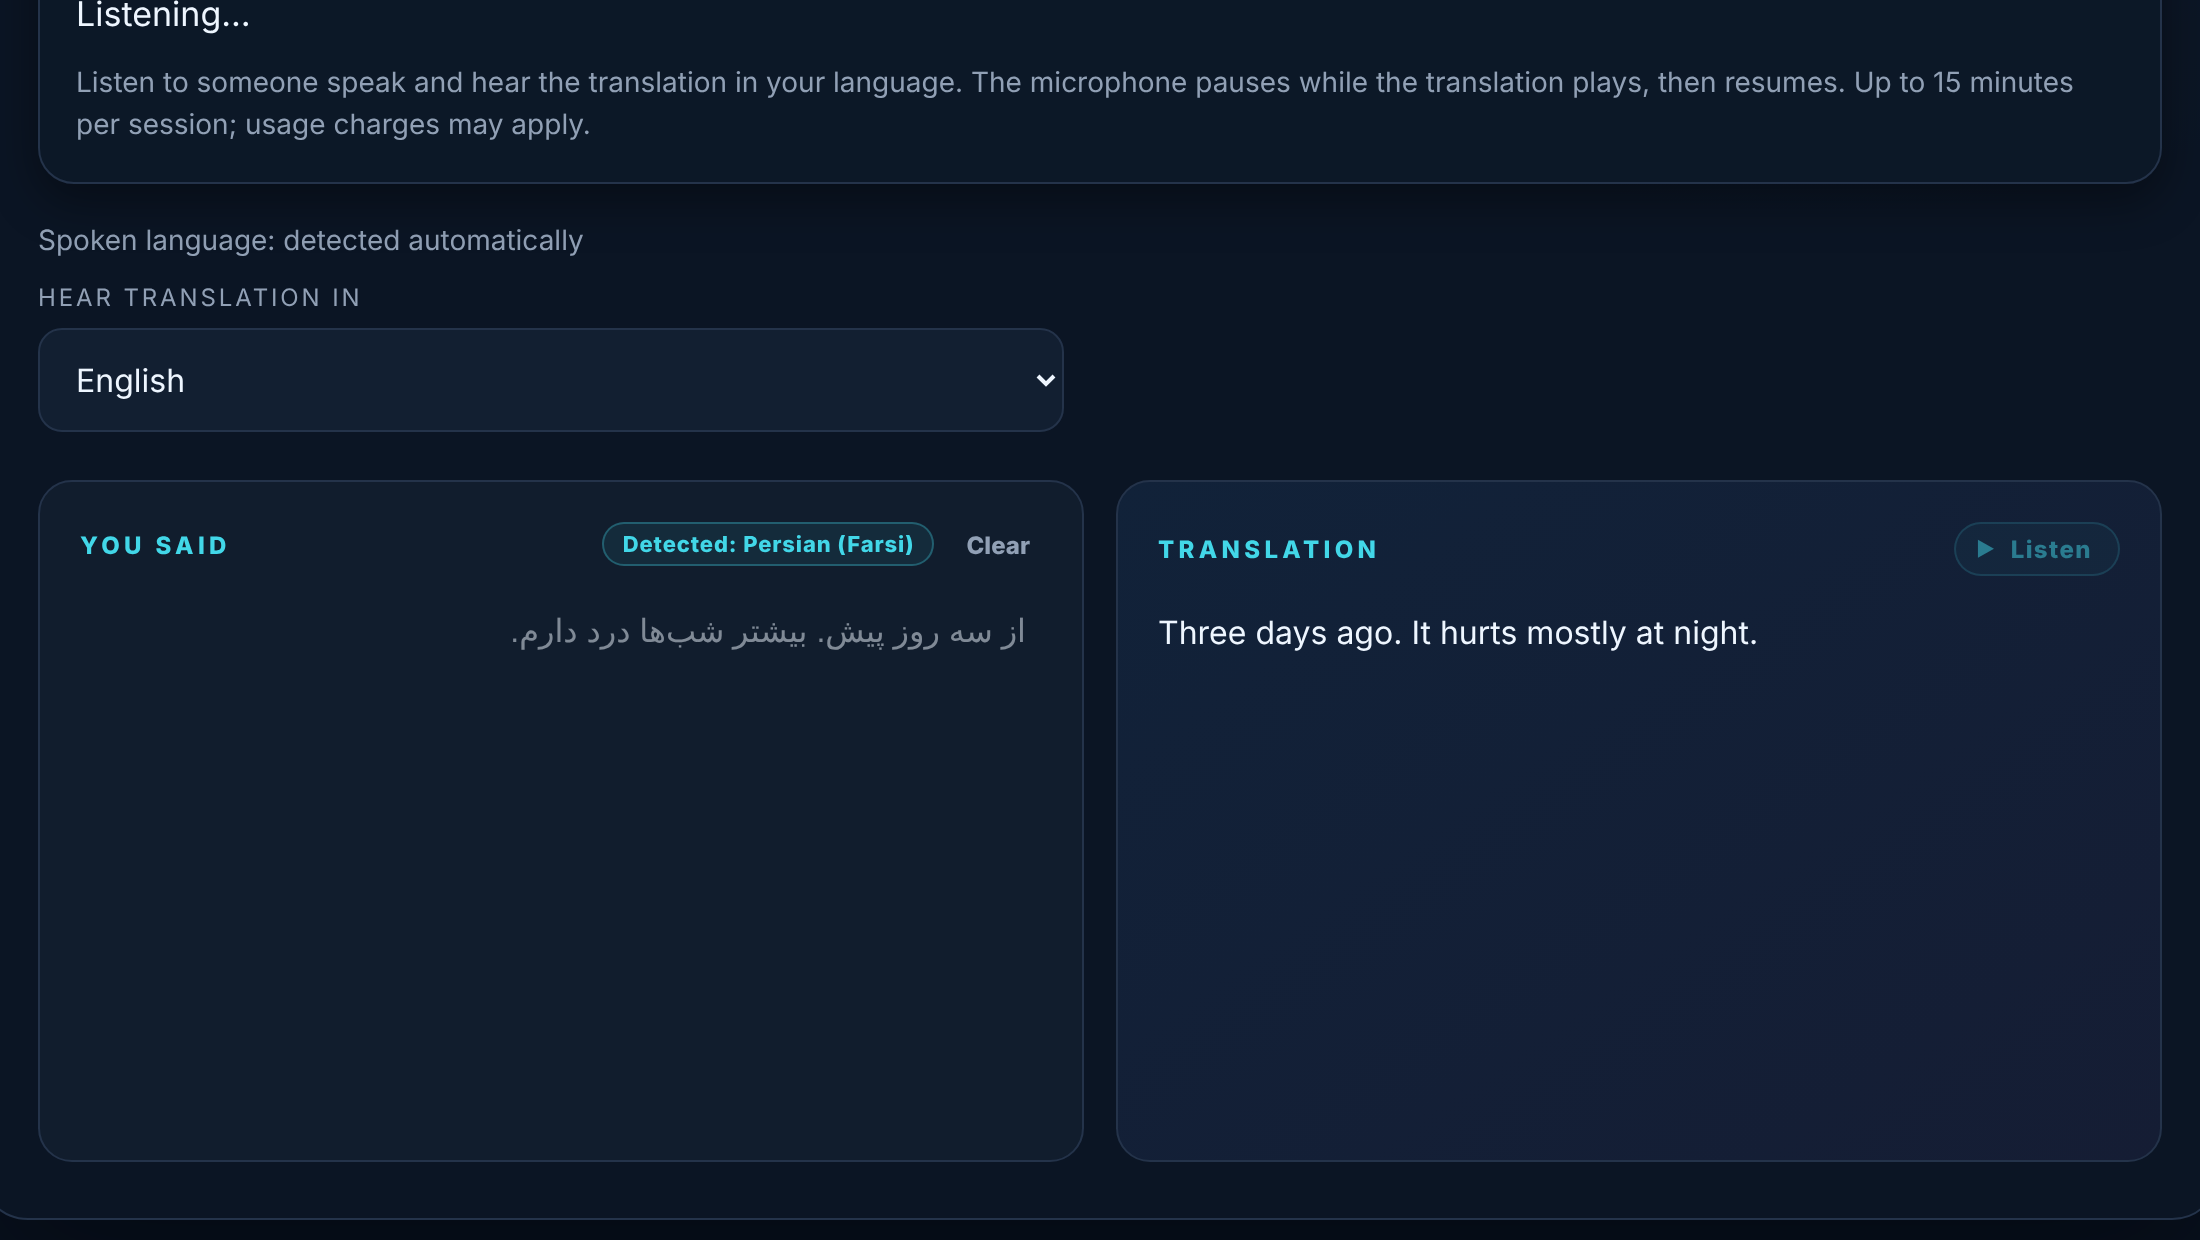 Listening...
Listen to someone speak and hear the translation in your language. The microphone pauses while the translation plays, then resumes. Up to 15 minutes
per session; usage charges may apply.
Spoken language: detected automatically
HEAR TRANSLATION IN
English
YOU SAID
Detected: Persian (Farsi)
Clear
از سه روز پیش. بیشتر شب‌ها درد دارم.
TRANSLATION
Listen
Three days ago. It hurts mostly at night.